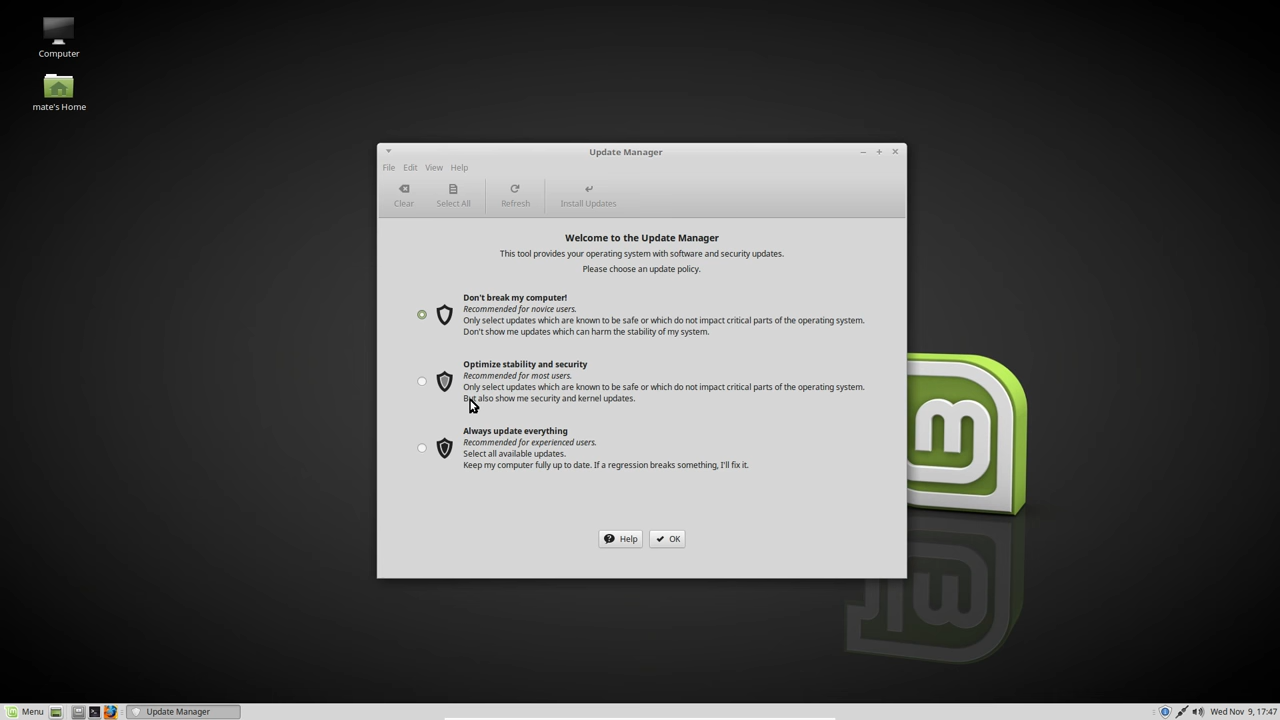 Computer
mate's Home
Update Manager
File Edit View Help
Clear Select All Refresh Install Updates
Welcome to the Update Manager
This tool provides your operating system with software and security updates.
Please choose an update policy.
Don't break my computer!
Recommended for novice users.
Only select updates which are known to be safe or which do not impact critical parts of the operating system.
Don't show me updates which can harm the stability of my system.
Optimize stability and security
Recommended for most users.
Only select updates which are known to be safe or which do not impact critical parts of the operating system.
But also show me security and kernel updates.
Always update everything
Recommended for experienced users.
Select all available updates.
Keep my computer fully up to date. If a regression breaks something, I'll fix it.
Help OK
Menu Update Manager Wed Nov 9, 17:47